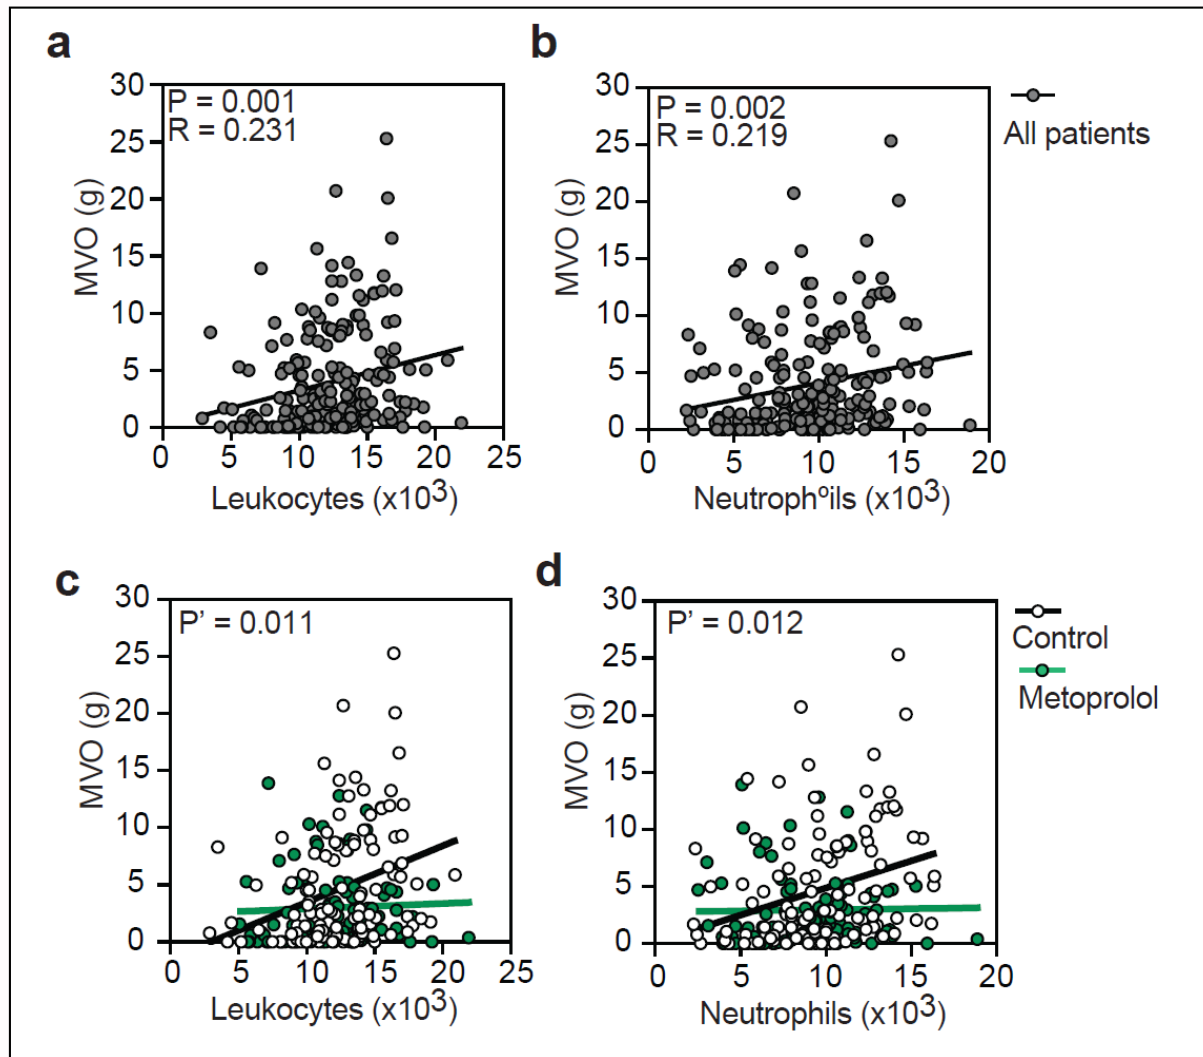 a
P = 0.001
R = 0.231
MVO (g)
30
25
20
15
10
5
0
0 5 10 15 20 25
Leukocytes (x10³)
b
P = 0.002
R = 0.219
MVO (g)
30
25
20
15
10
5
0
0 5 10 15 20
Neutrophºils (x10³)
All patients
c
P' = 0.011
MVO (g)
30
25
20
15
10
5
0
0 5 10 15 20 25
Leukocytes (x10³)
d
P' = 0.012
MVO (g)
30
25
20
15
10
5
0
0 5 10 15 20
Neutrophils (x10³)
Control
Metoprolol